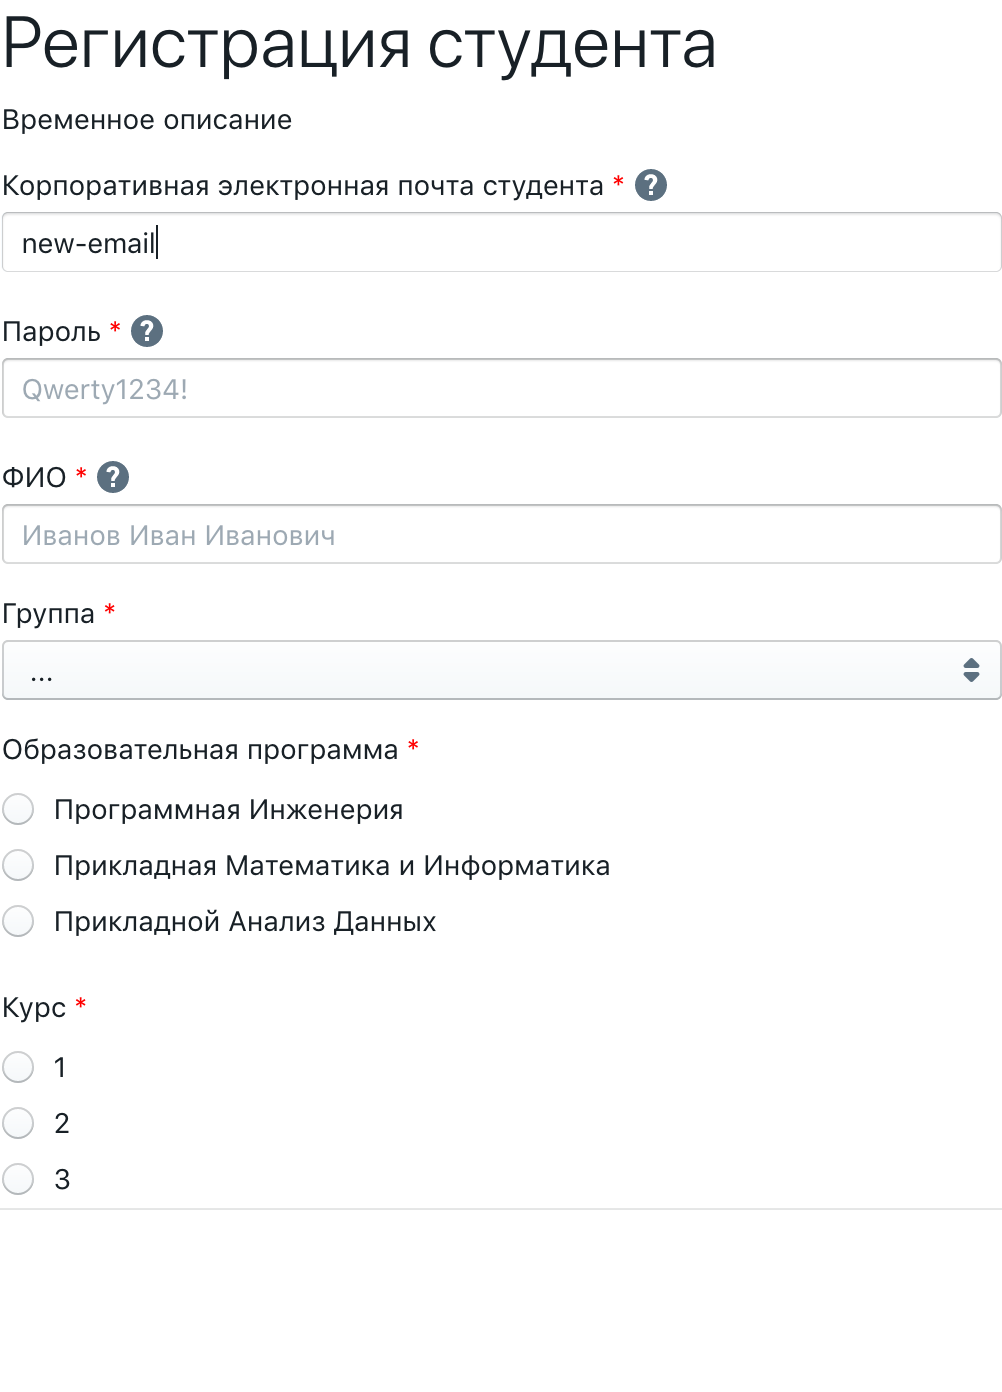 Регистрация студента
Временное описание
Корпоративная электронная почта студента * ?
new-email
Пароль * ?
Qwerty1234!
ФИО * ?
Иванов Иван Иванович
Группа *
...
Образовательная программа *
Программная Инженерия
Прикладная Математика и Информатика
Прикладной Анализ Данных
Курс *
1
2
3